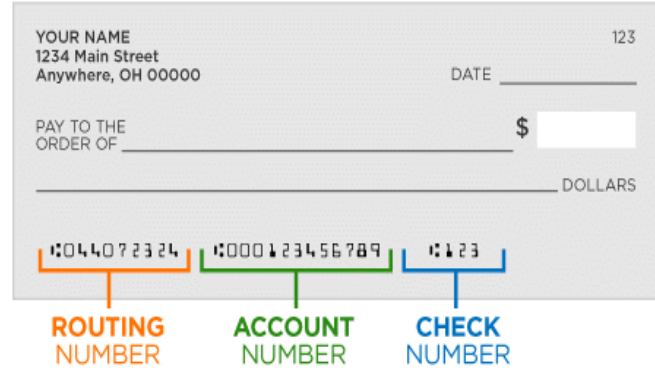 YOUR NAME 123
1234 Main Street
Anywhere, OH 00000
DATE
PAY TO THE
ORDER OF $
DOLLARS
⑆044072324 ⑆000123456789 ⑆123
ROUTING ACCOUNT CHECK
NUMBER NUMBER NUMBER